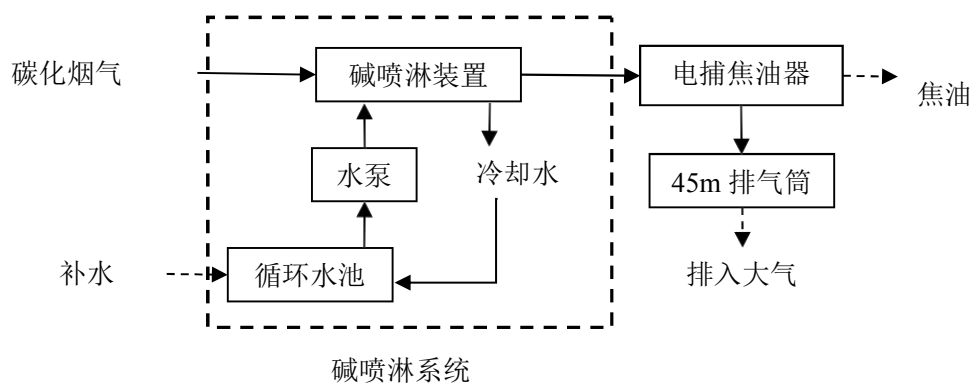 碳化烟气
碱喷淋装置
电捕焦油器
焦油
水泵
冷却水
45m 排气筒
补水
循环水池
排入大气
碱喷淋系统